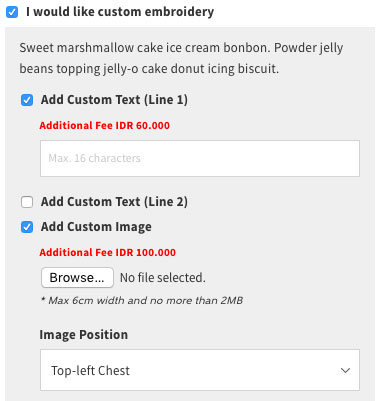 I would like custom embroidery
Sweet marshmallow cake ice cream bonbon. Powder jelly
beans topping jelly-o cake donut icing biscuit.
Add Custom Text (Line 1)
Additional Fee IDR 60.000
Max. 16 characters
Add Custom Text (Line 2)
Add Custom Image
Additional Fee IDR 100.000
Browse... No file selected.
* Max 6cm width and no more than 2MB
Image Position
Top-left Chest